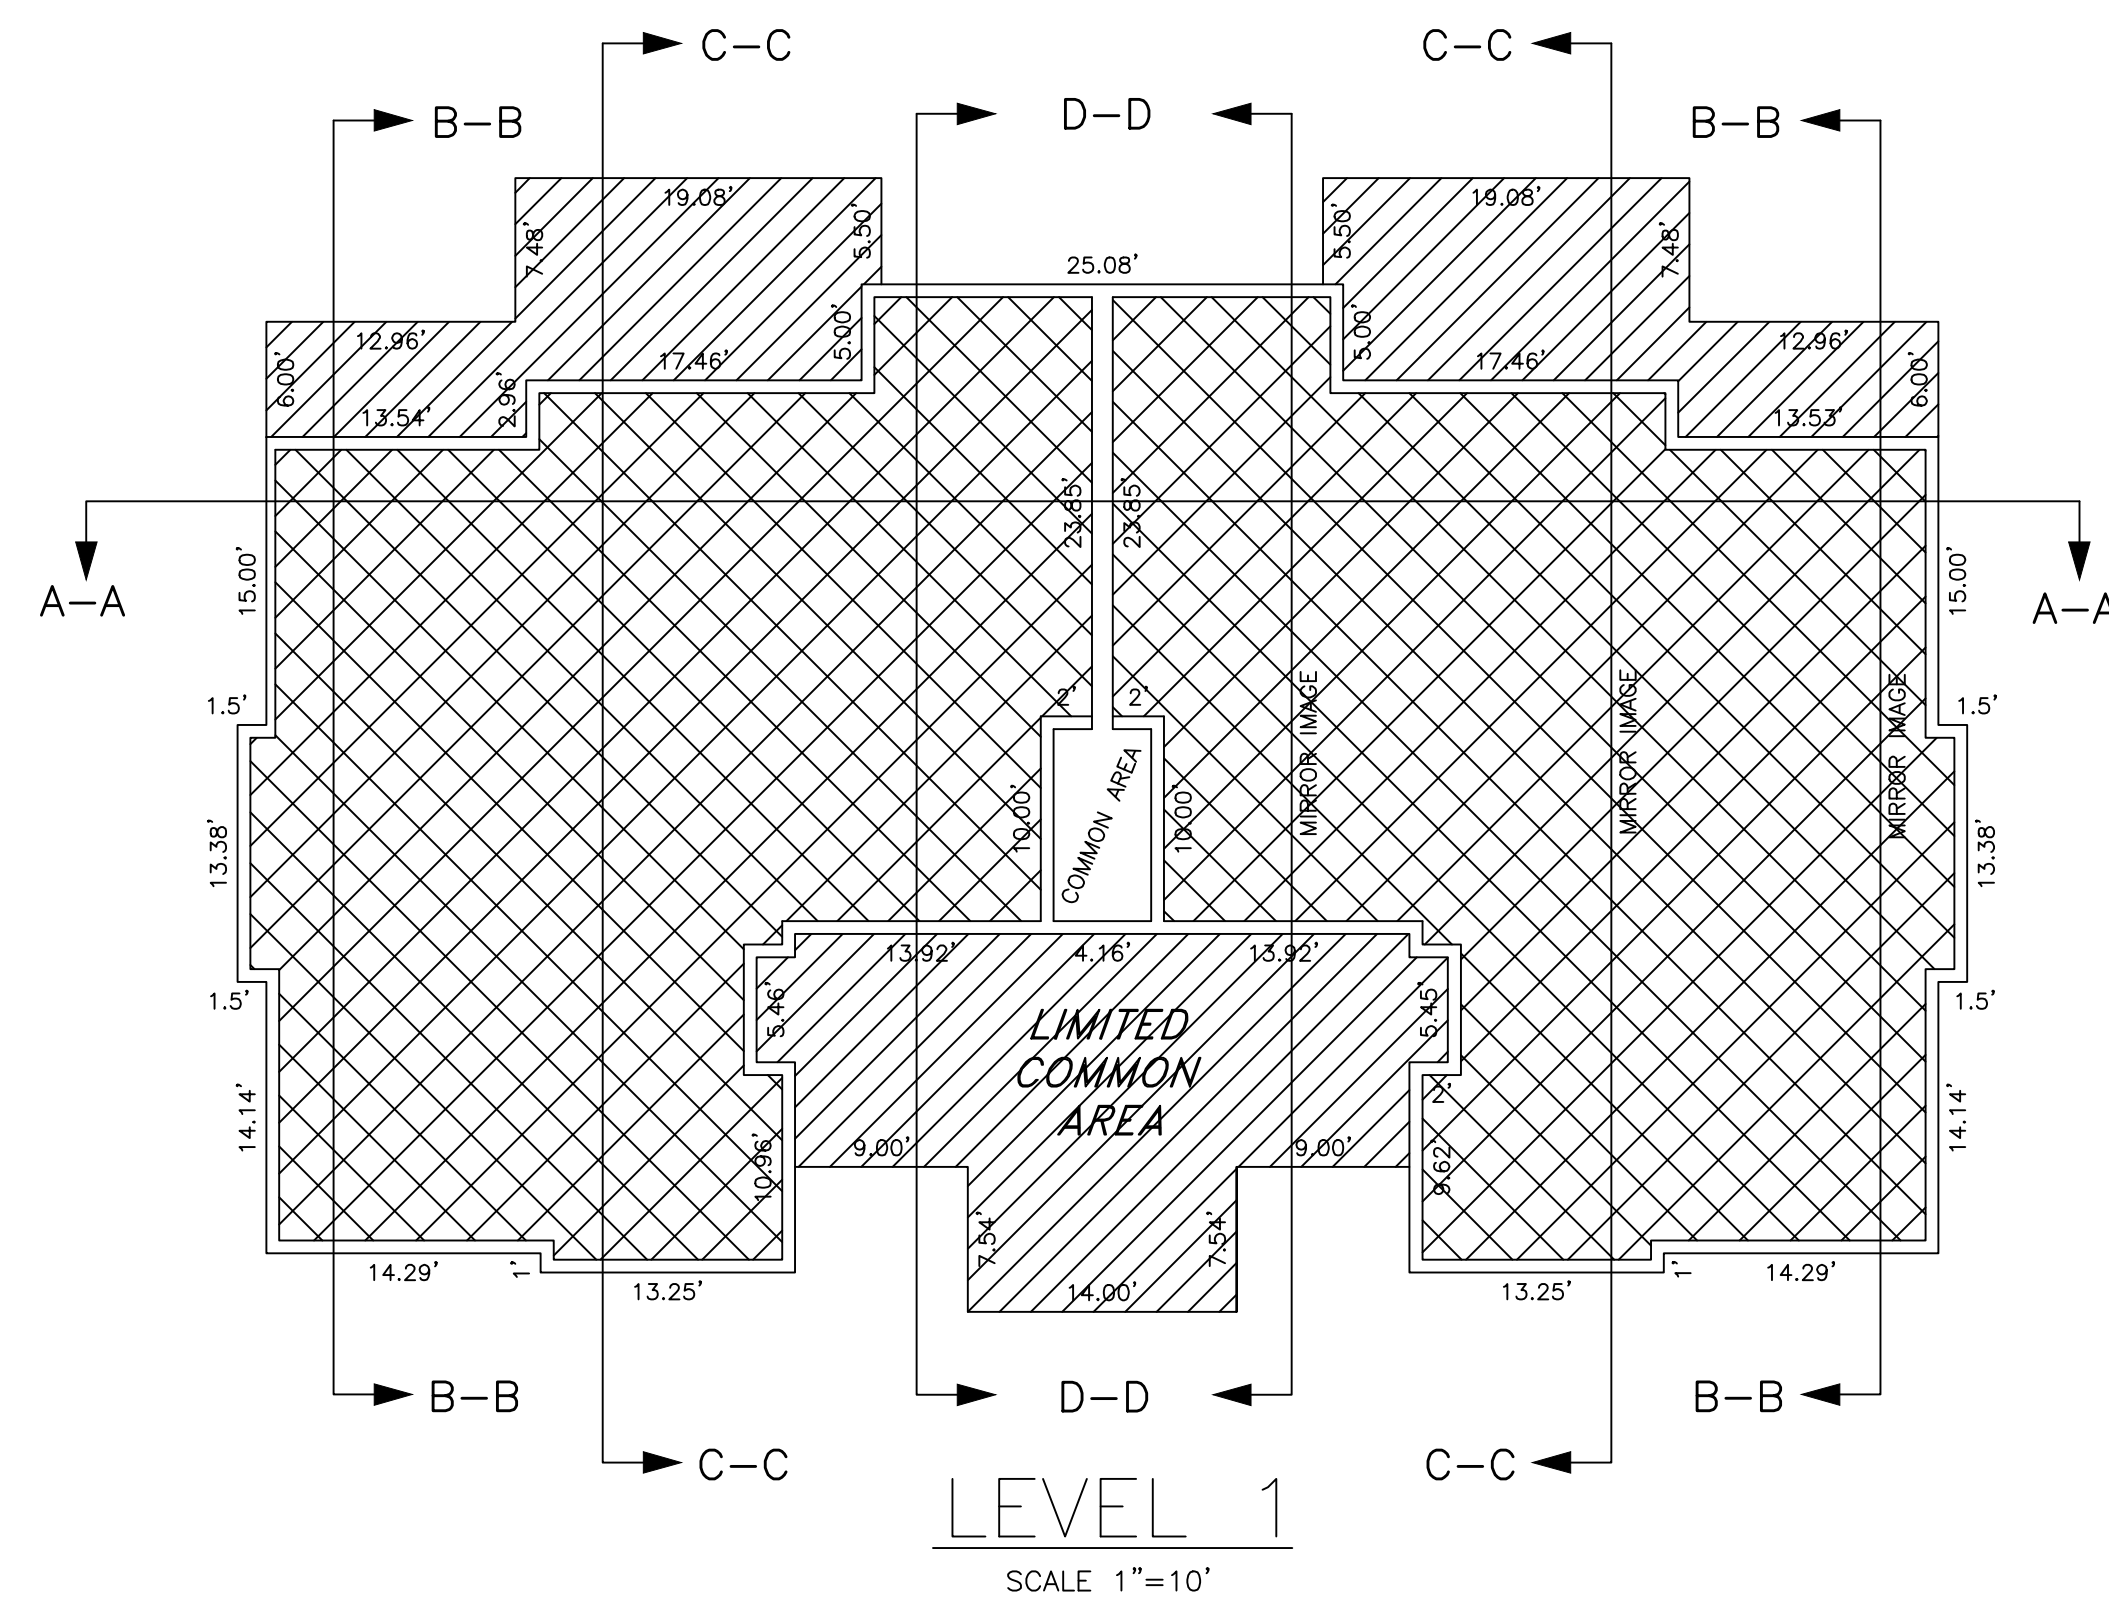 C-C
C-C
B-B
D-D
B-B
19.08'
19.08'
7.48'
5.50'
5.50'
7.48'
25.08'
12.96'
6.00'
5.00'
5.00'
12.96'
6.00'
17.46'
17.46'
2.96'
13.54'
13.53'
23.85'
23.85'
15.00'
15.00'
A-A
A-A
1.5'
2'
2'
1.5'
MIRROR IMAGE
MIRROR IMAGE
MIRROR IMAGE
13.38'
10.00'
COMMON AREA
10.00'
13.38'
13.92'
4.16'
13.92'
1.5'
5.46'
5.45'
1.5'
LIMITED
COMMON
AREA
14.14'
2'
14.14'
10.96'
9.00'
9.00'
9.62'
7.54'
7.54'
14.29'
1'
13.25'
14.00'
13.25'
1'
14.29'
B-B
D-D
B-B
C-C
C-C
LEVEL 1
SCALE 1"=10'